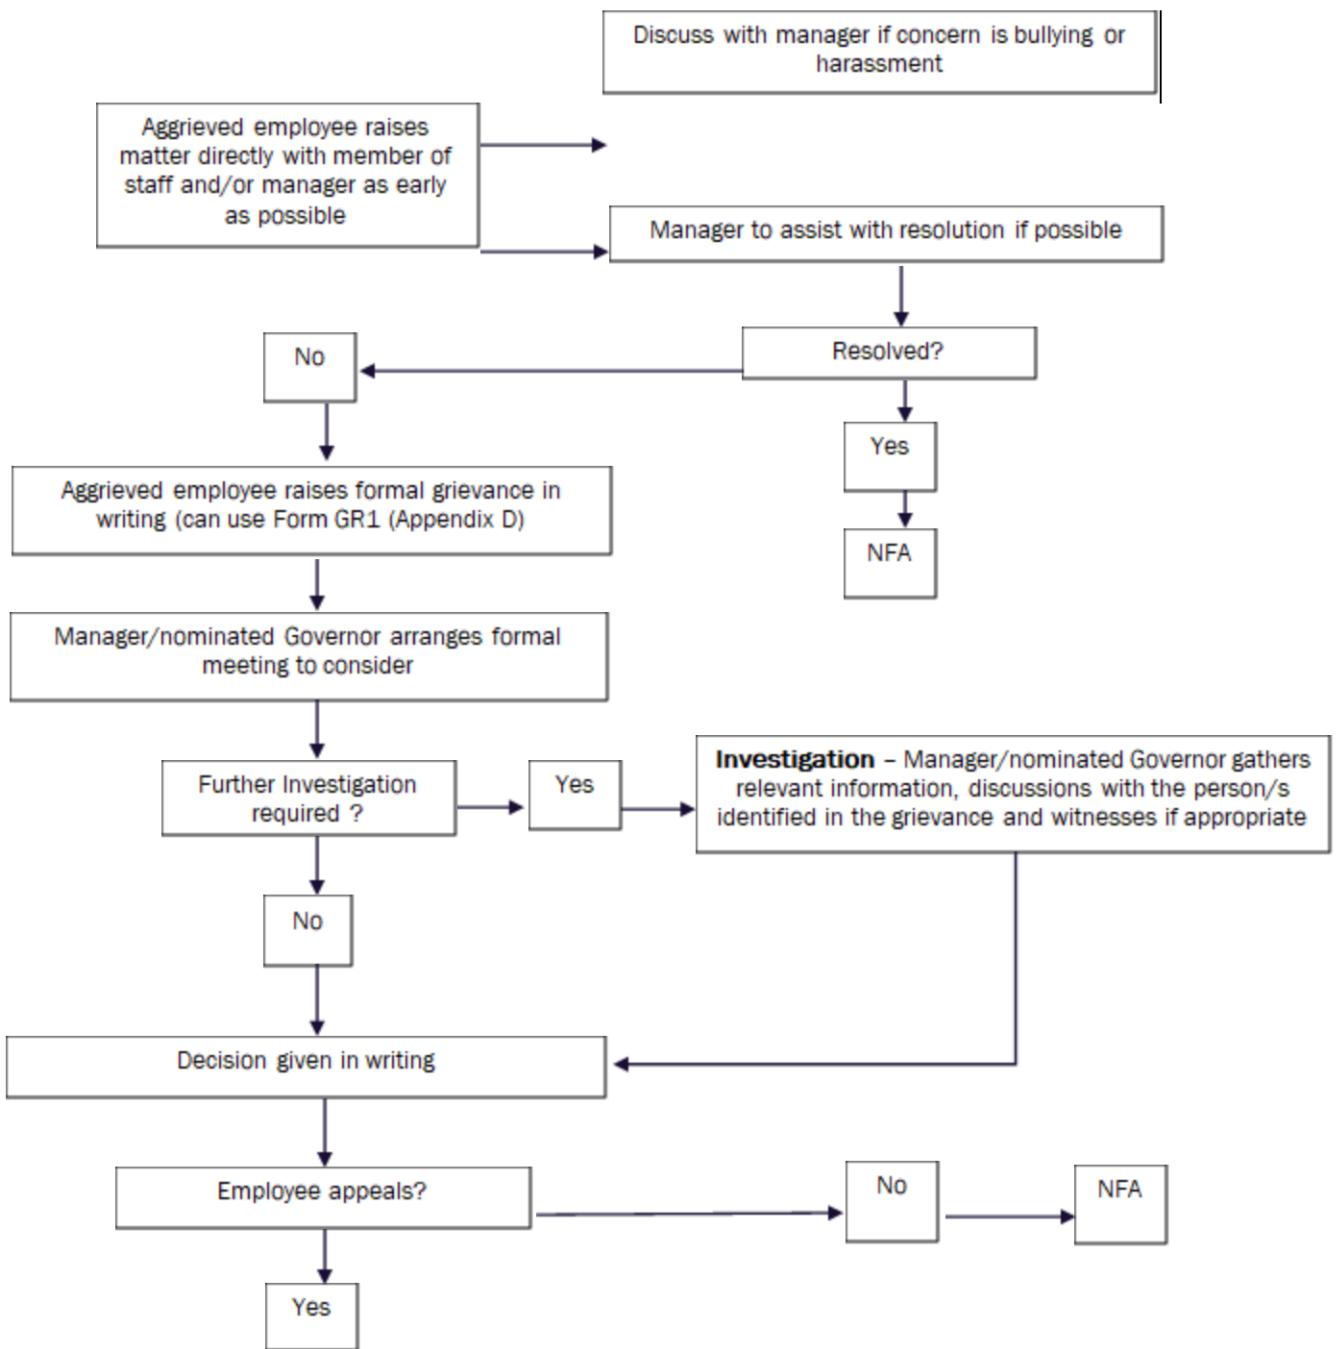 Discuss with manager if concern is bullying or
harassment
Aggrieved employee raises
matter directly with member of
staff and/or manager as early
as possible
Manager to assist with resolution if possible
Resolved?
No
Yes
NFA
Aggrieved employee raises formal grievance in
writing (can use Form GR1 (Appendix D)
Manager/nominated Governor arranges formal
meeting to consider
Further Investigation
required ?
Yes
Investigation – Manager/nominated Governor gathers
relevant information, discussions with the person/s
identified in the grievance and witnesses if appropriate
No
Decision given in writing
Employee appeals?
No
NFA
Yes